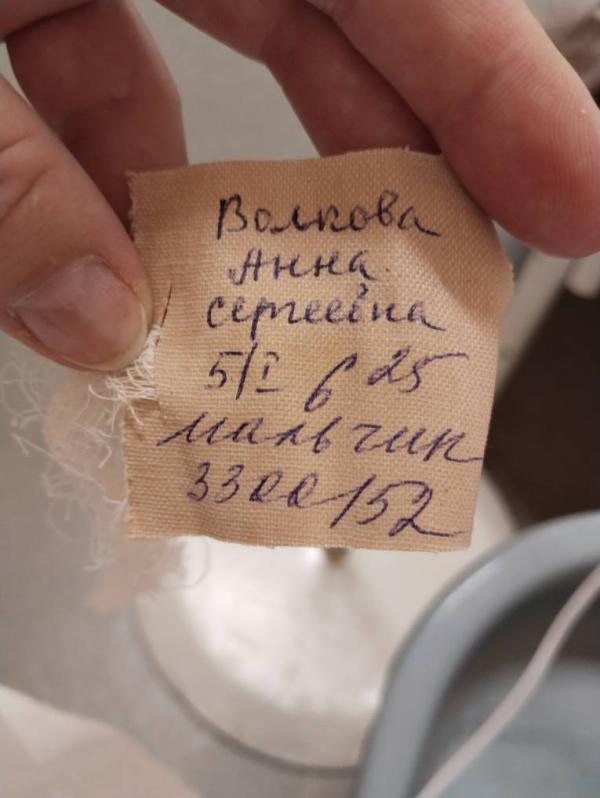 Волкова
Анна
Сергеевна
5/I 6 25
мальчик
3300/52